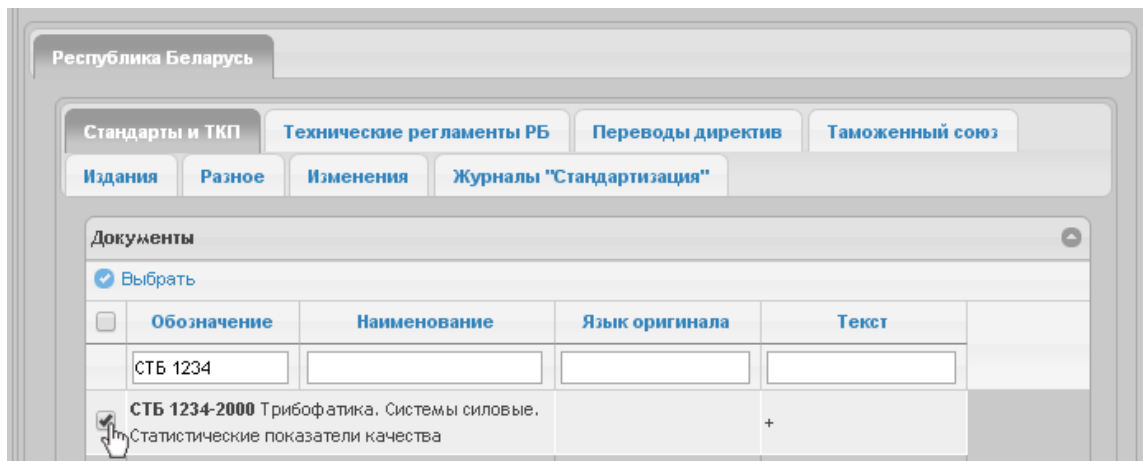 Республика Беларусь
Стандарты и ТКП Технические регламенты РБ Переводы директив Таможенный союз
Издания Разное Изменения Журналы "Стандартизация"
Документы
Выбрать
Обозначение Наименование Язык оригинала Текст
СТБ 1234
СТБ 1234-2000 Трибофатика. Системы силовые.
Статистические показатели качества
+